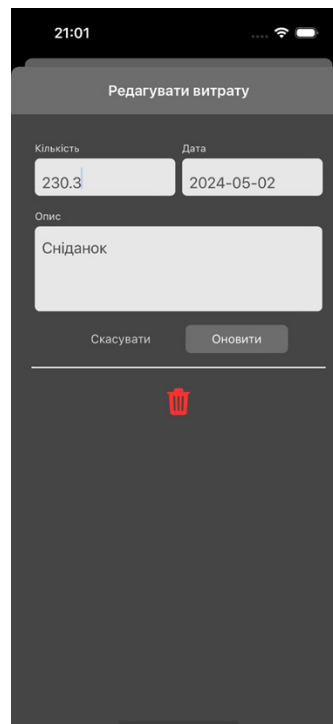 21:01
Редагувати витрату
Кількість Дата
230.3 2024-05-02
Опис
Сніданок
Скасувати Оновити